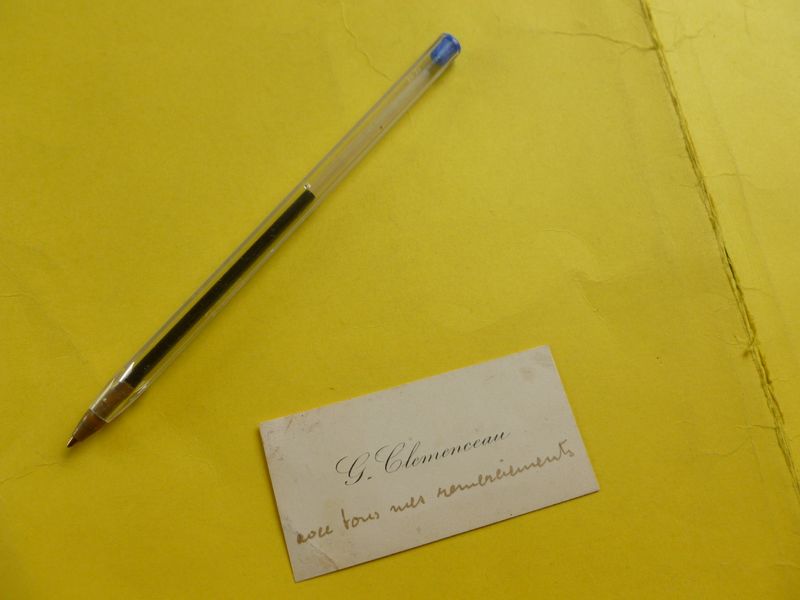 G. Clemenceau
avec tous mes remerciements